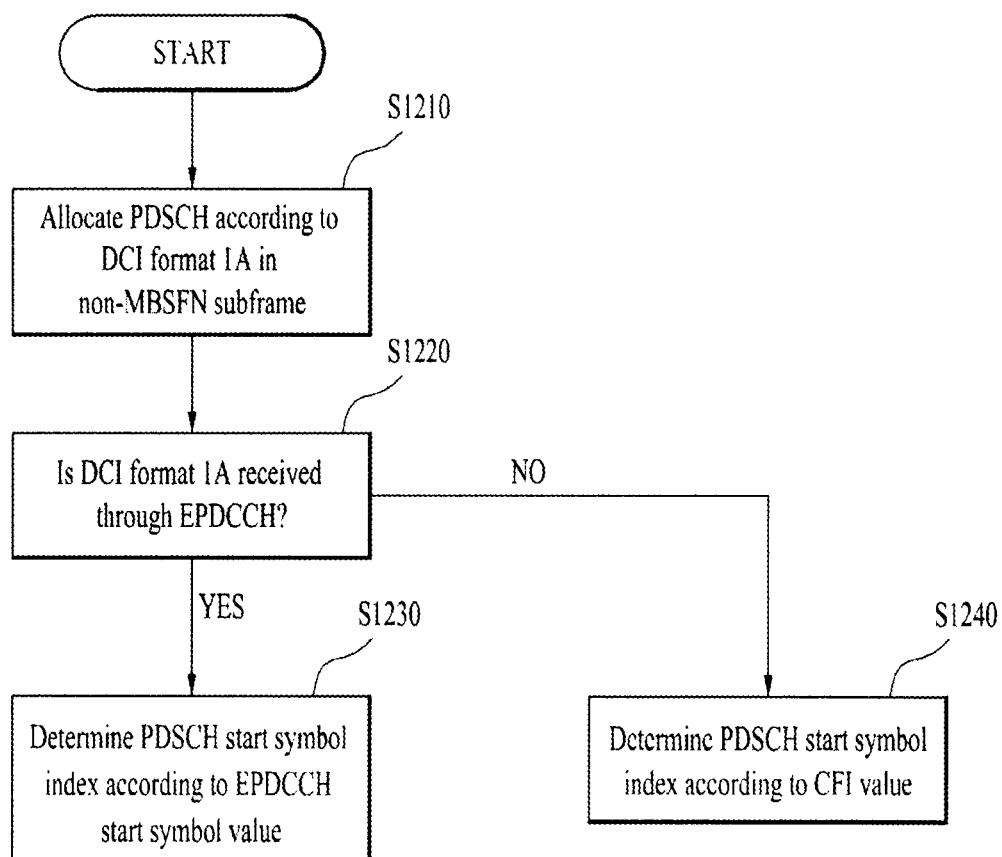 START
S1210
Allocate PDSCH according to
DCI format 1A in
non-MBSFN subframe
S1220
Is DCI format 1A received
through EPDCCH?
NO
YES
S1230
S1240
Determine PDSCH start symbol
index according to EPDCCH
start symbol value
Determine PDSCH start symbol
index according to CFI value